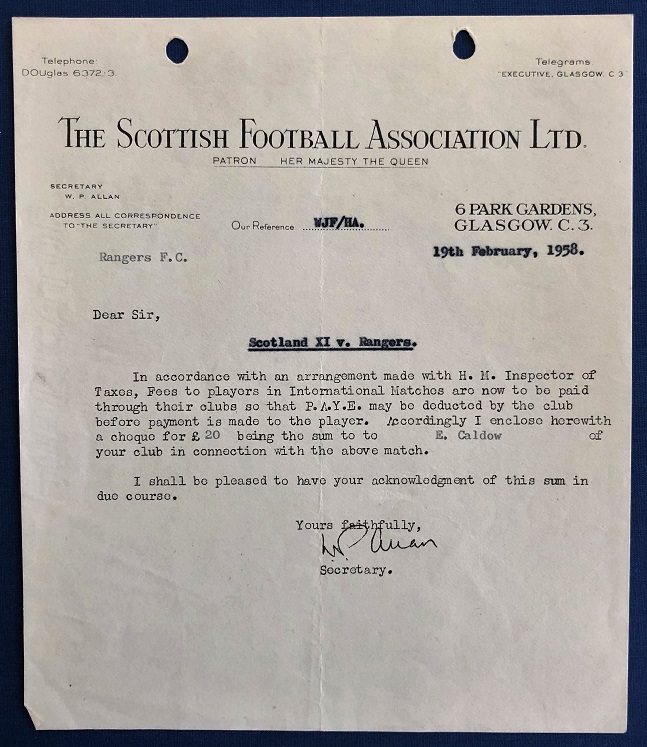 Telephone:
DOUglas 6372/3.
Telegrams
"EXECUTIVE, GLASGOW. C 3"
THE SCOTTISH FOOTBALL ASSOCIATION LTD.
PATRON HER MAJESTY THE QUEEN
SECRETARY
W. P. ALLAN
ADDRESS ALL CORRESPONDENCE
TO "THE SECRETARY"
Our Reference WJF/HA.
6 PARK GARDENS,
GLASGOW. C. 3.
Rangers F.C.
19th February, 1958.
Dear Sir,
Scotland XI v. Rangers.
In accordance with an arrangement made with H. M. Inspector of
Taxes, Fees to players in International Matches are now to be paid
through their clubs so that P.A.Y.E. may be deducted by the club
before payment is made to the player. Accordingly I enclose herewith
a cheque for £ 20 being the sum to to E. Caldow of
your club in connection with the above match.
I shall be pleased to have your acknowledgment of this sum in
due course.
Yours faithfully,
W.P. Allan
Secretary.